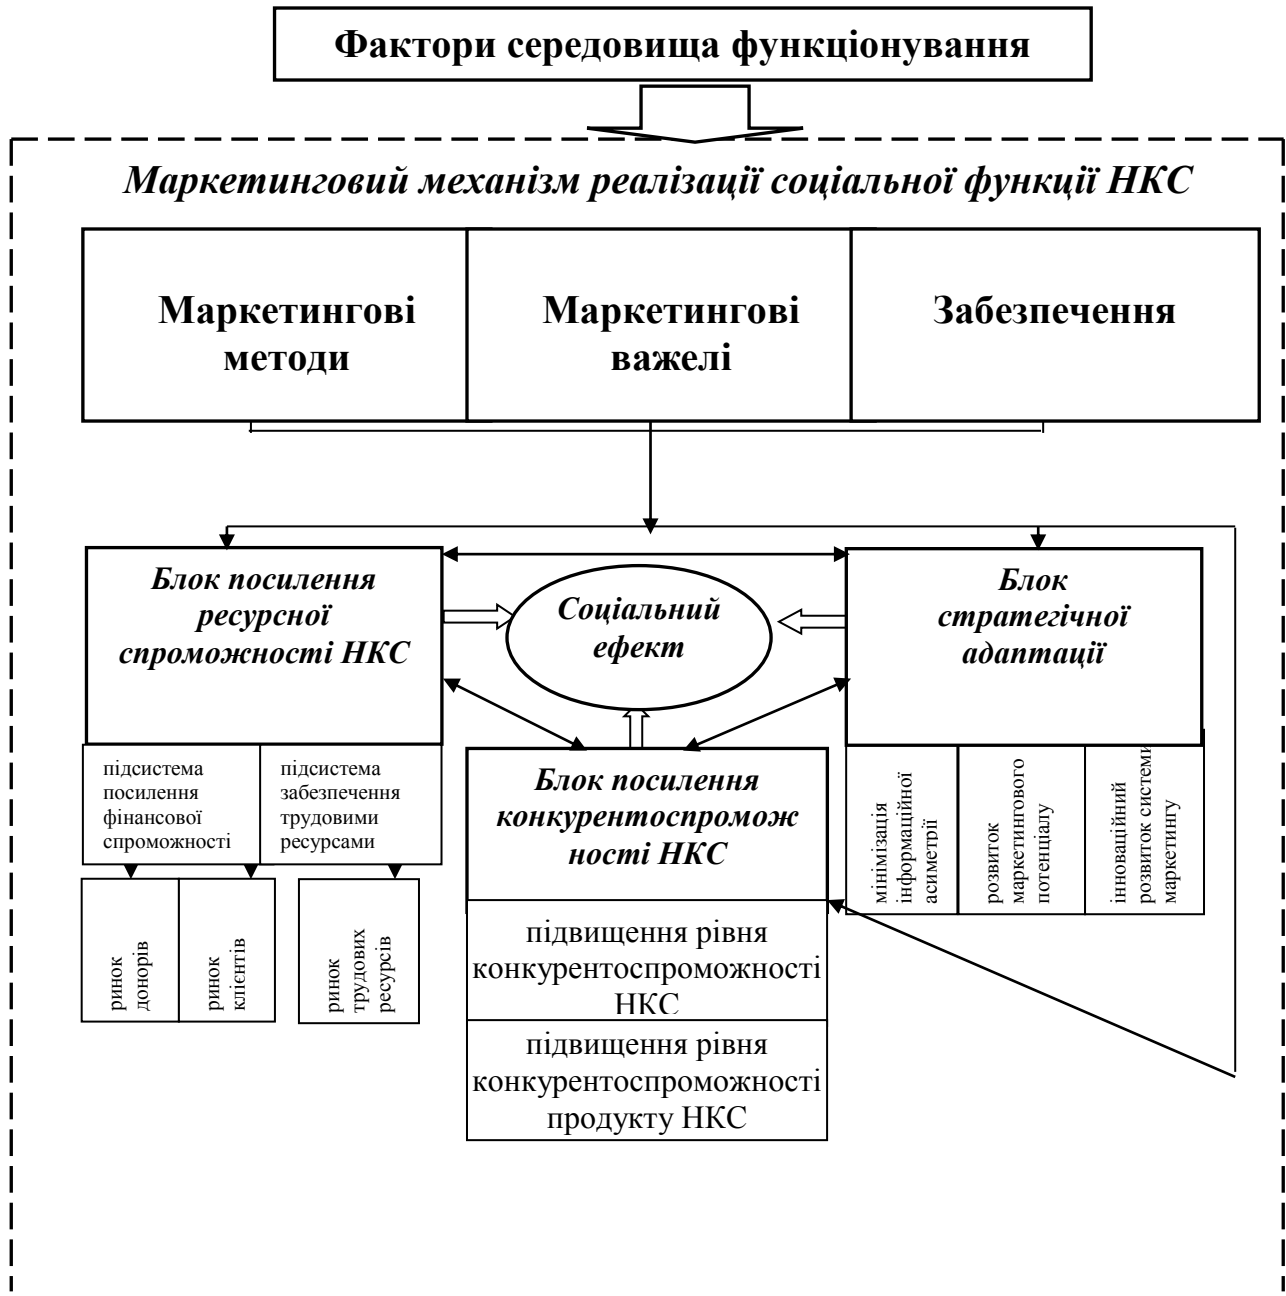 Фактори середовища функціонування
Маркетинговий механізм реалізації соціальної функції НКС
Маркетингові
методи
Маркетингові
важелі
Забезпечення
Блок посилення
ресурсної
спроможності НКС
Соціальний
ефект
Блок
стратегічної
адаптації
підсистема
посилення
фінансової
спроможності
підсистема
забезпечення
трудовими
ресурсами
ринок
донорів
ринок
клієнтів
ринок
трудових
ресурсів
Блок посилення
конкурентоспромож
ності НКС
підвищення рівня
конкурентоспроможності
НКС
підвищення рівня
конкурентоспроможності
продукту НКС
мінімізація
інформаційної
асиметрії
розвиток
маркетингового
потенціалу
інноваційний
розвиток системи
маркетингу